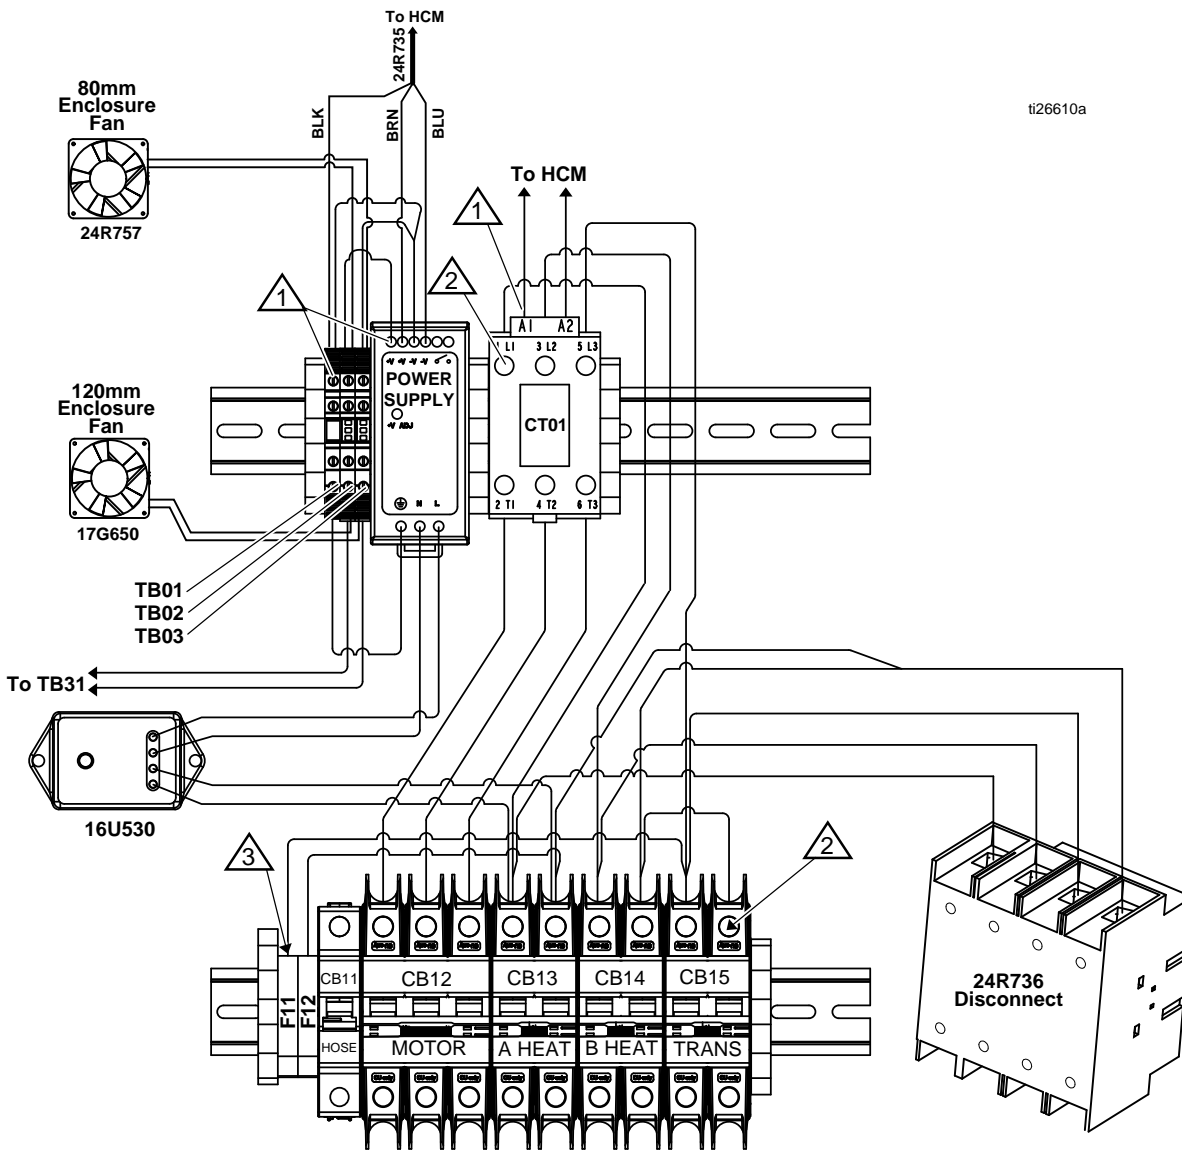 To HCM
24R735
80mm
Enclosure
Fan
ti26610a
BLK
BRN
BLU
To HCM
1
24R757
2
1
A1 A2
1 L1 3 L2 5 L3
+V +V -V -V
POWER
SUPPLY
+V ADJ
CT01
120mm
Enclosure
Fan
N L
2 T1 4 T2 6 T3
17G650
TB01
TB02
TB03
To TB31
16U530
3
2
CB11 CB12 CB13 CB14 CB15
F11
F12
24R736
Disconnect
HOSE MOTOR A HEAT B HEAT TRANS